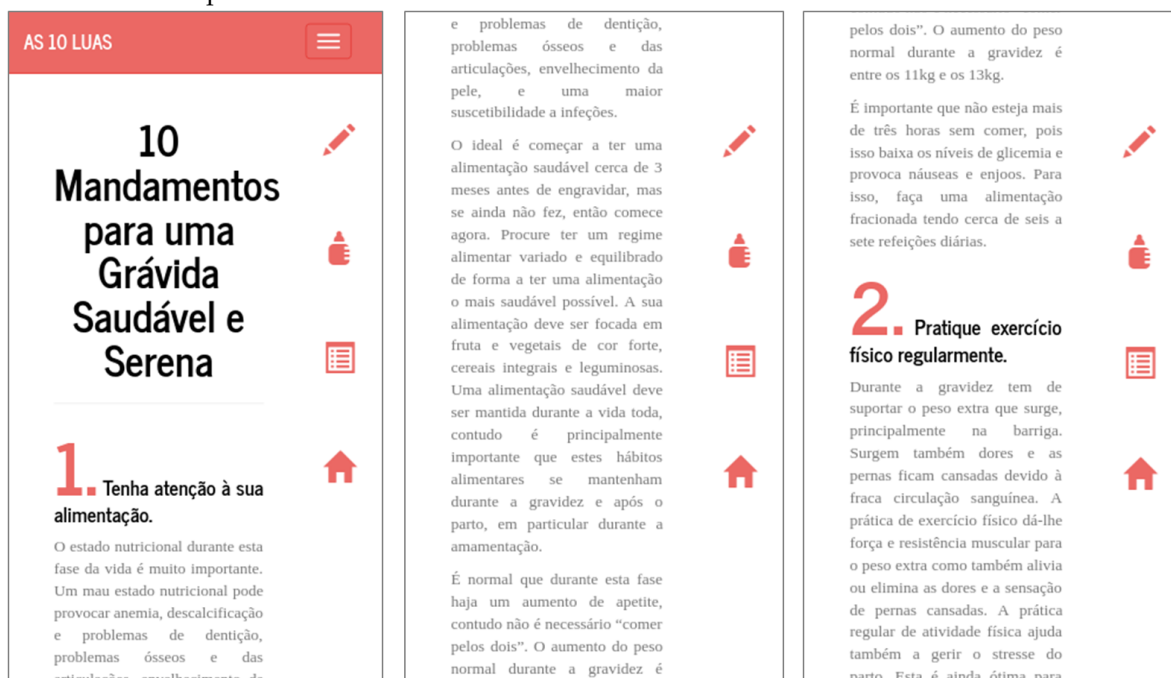 AS 10 LUAS
10
Mandamentos
para uma
Grávida
Saudável e
Serena
1. Tenha atenção à sua
alimentação.
O estado nutricional durante esta
fase da vida é muito importante.
Um mau estado nutricional pode
provocar anemia, descalcificação
e problemas de dentição,
problemas ósseos e das
e problemas de dentição,
problemas ósseos e das
articulações, envelhecimento da
pele, e uma maior
suscetibilidade a infeções.
O ideal é começar a ter uma
alimentação saudável cerca de 3
meses antes de engravidar, mas
se ainda não fez, então comece
agora. Procure ter um regime
alimentar variado e equilibrado
de forma a ter uma alimentação
o mais saudável possível. A sua
alimentação deve ser focada em
fruta e vegetais de cor forte,
cereais integrais e leguminosas.
Uma alimentação saudável deve
ser mantida durante a vida toda,
contudo é principalmente
importante que estes hábitos
alimentares se mantenham
durante a gravidez e após o
parto, em particular durante a
amamentação.
É normal que durante esta fase
haja um aumento de apetite,
contudo não é necessário “comer
pelos dois”. O aumento do peso
normal durante a gravidez é
pelos dois”. O aumento do peso
normal durante a gravidez é
entre os 11kg e os 13kg.
É importante que não esteja mais
de três horas sem comer, pois
isso baixa os níveis de glicemia e
provoca náuseas e enjoos. Para
isso, faça uma alimentação
fracionada tendo cerca de seis a
sete refeições diárias.
2. Pratique exercício
físico regularmente.
Durante a gravidez tem de
suportar o peso extra que surge,
principalmente na barriga.
Surgem também dores e as
pernas ficam cansadas devido à
fraca circulação sanguínea. A
prática de exercício físico dá-lhe
força e resistência muscular para
o peso extra como também alivia
ou elimina as dores e a sensação
de pernas cansadas. A prática
regular de atividade física ajuda
também a gerir o stresse do
parto. Esta é ainda ótima para